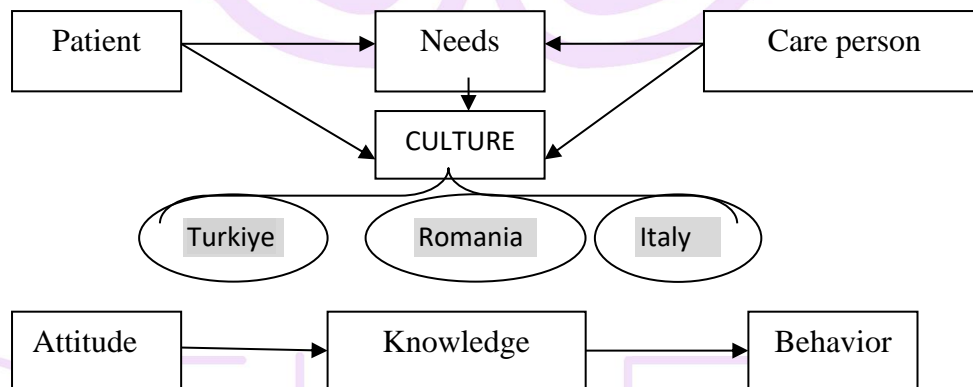 Patient Needs Care person
CULTURE
Turkiye Romania Italy
Attitude Knowledge Behavior